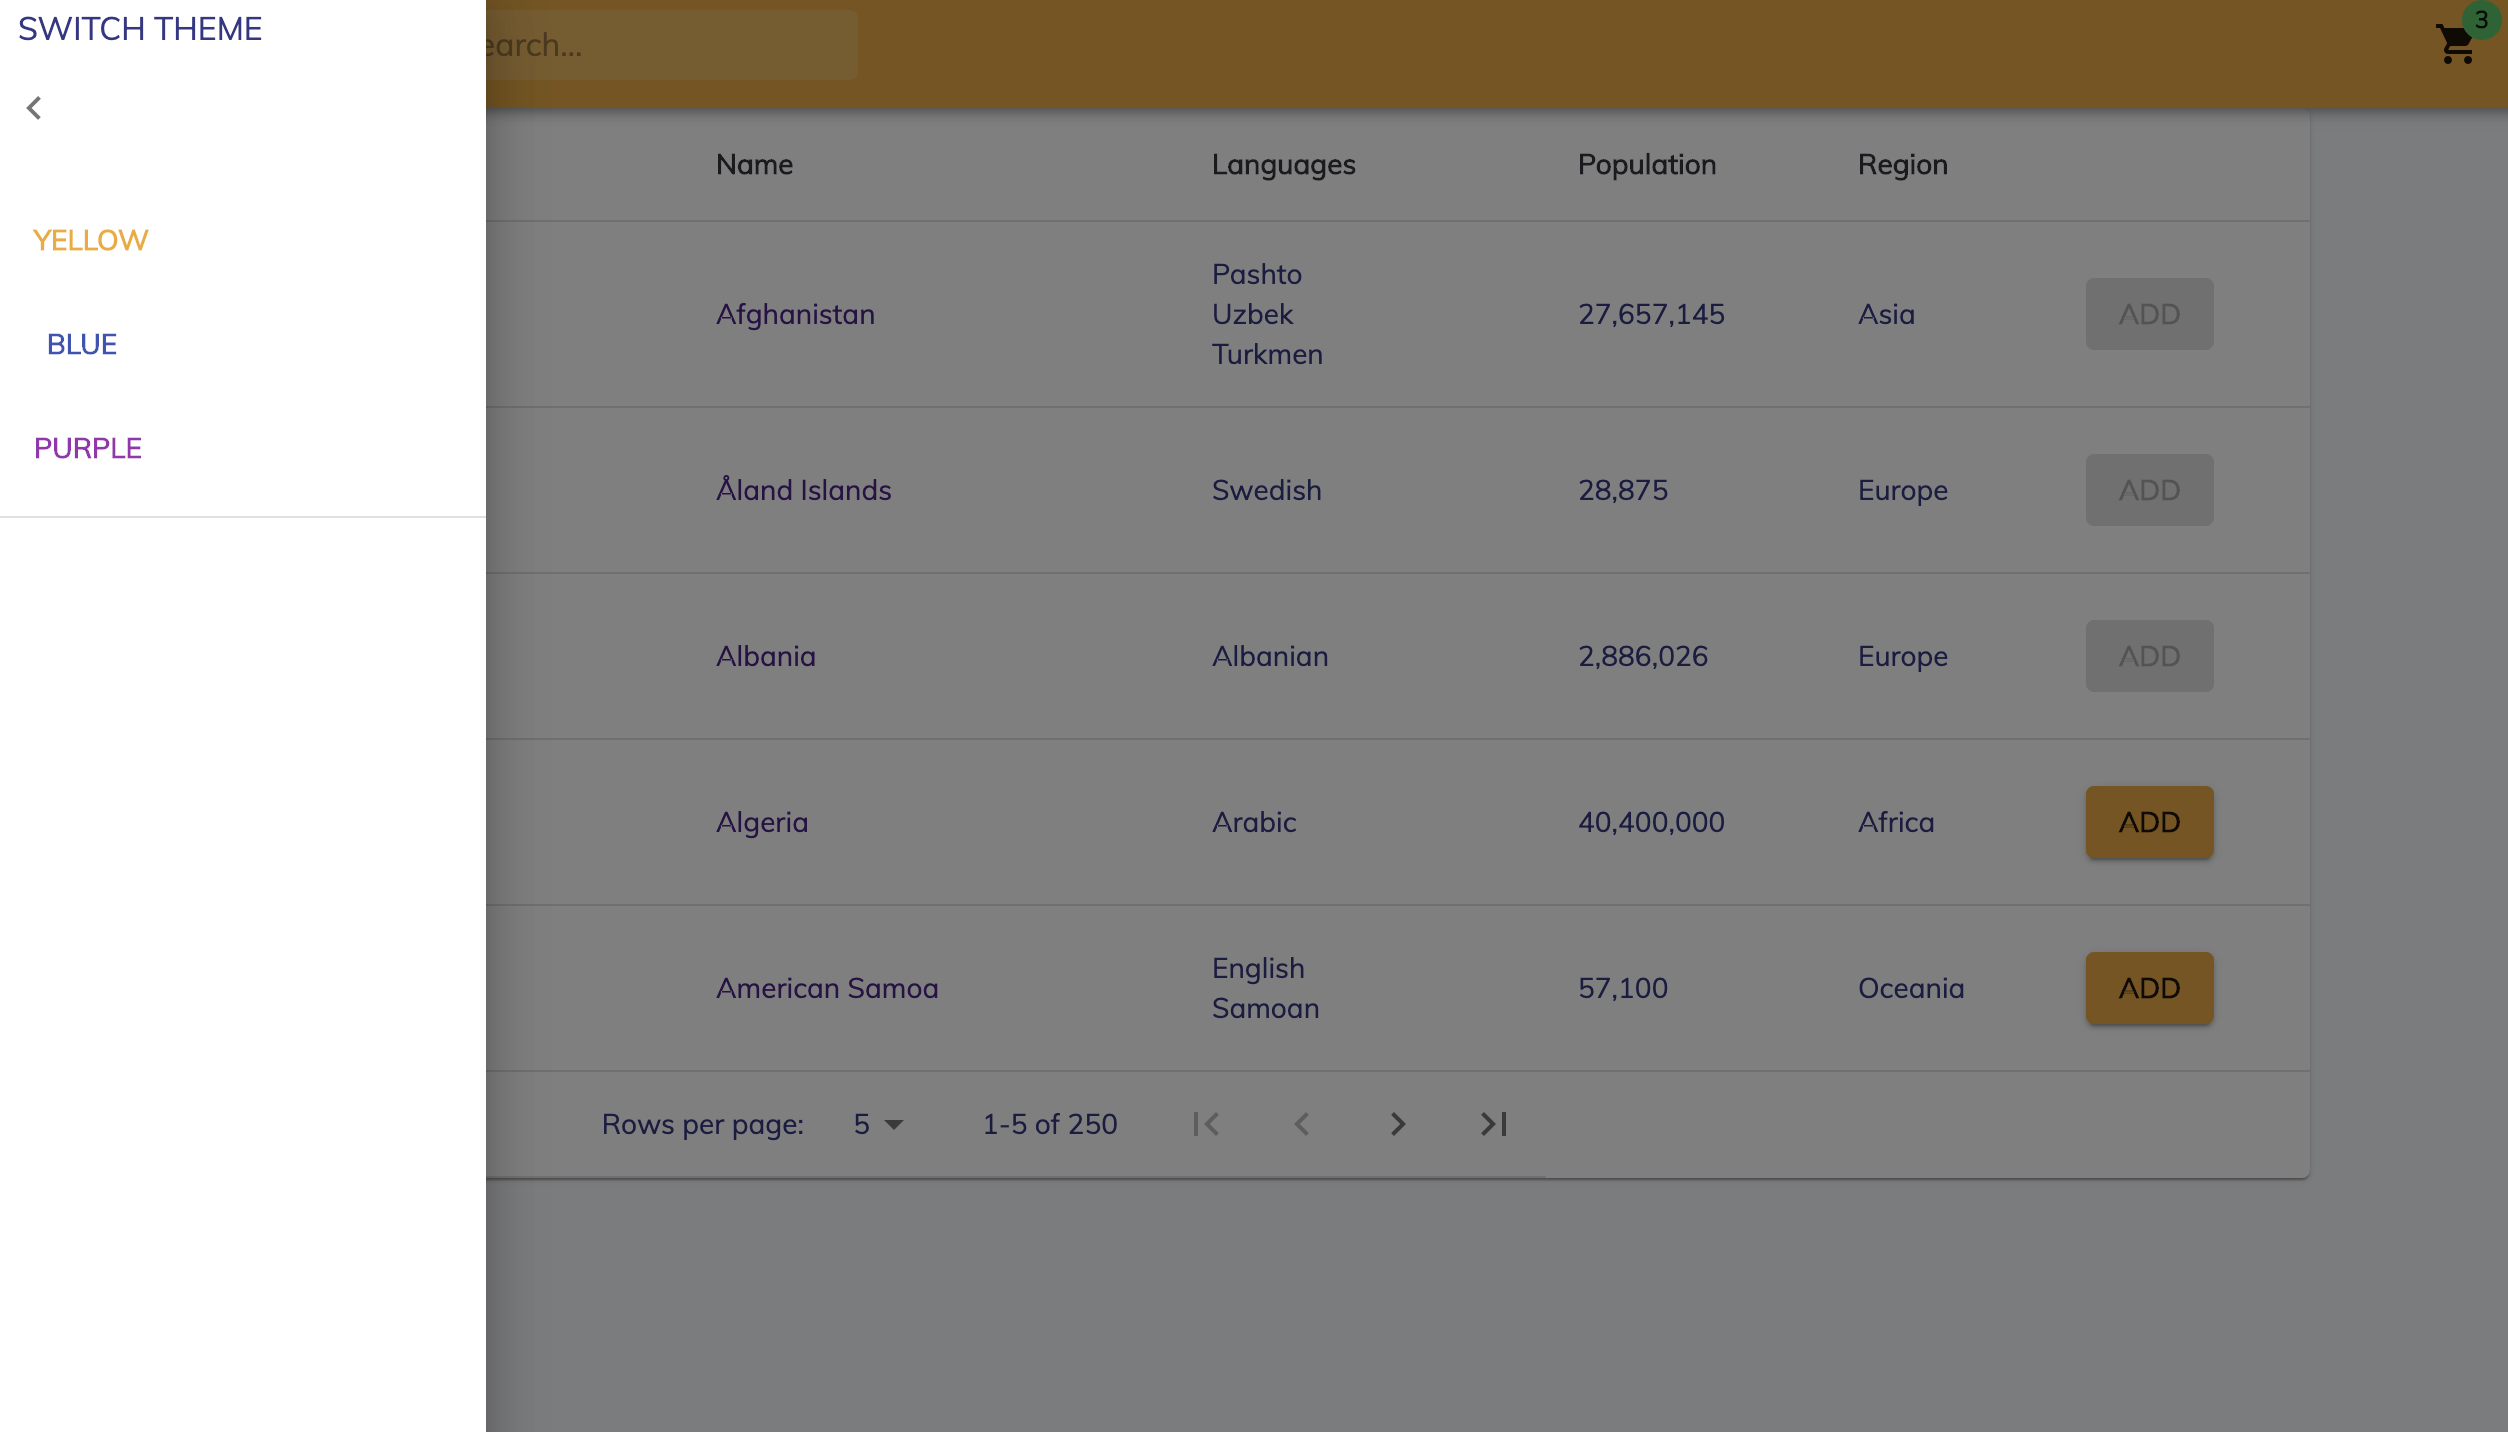 SWITCH THEME
YELLOW
BLUE
PURPLE
earch...
3
Name Languages Population Region
Afghanistan Pashto Uzbek Turkmen 27,657,145 Asia ADD
Åland Islands Swedish 28,875 Europe ADD
Albania Albanian 2,886,026 Europe ADD
Algeria Arabic 40,400,000 Africa ADD
American Samoa English Samoan 57,100 Oceania ADD
Rows per page: 5 1-5 of 250